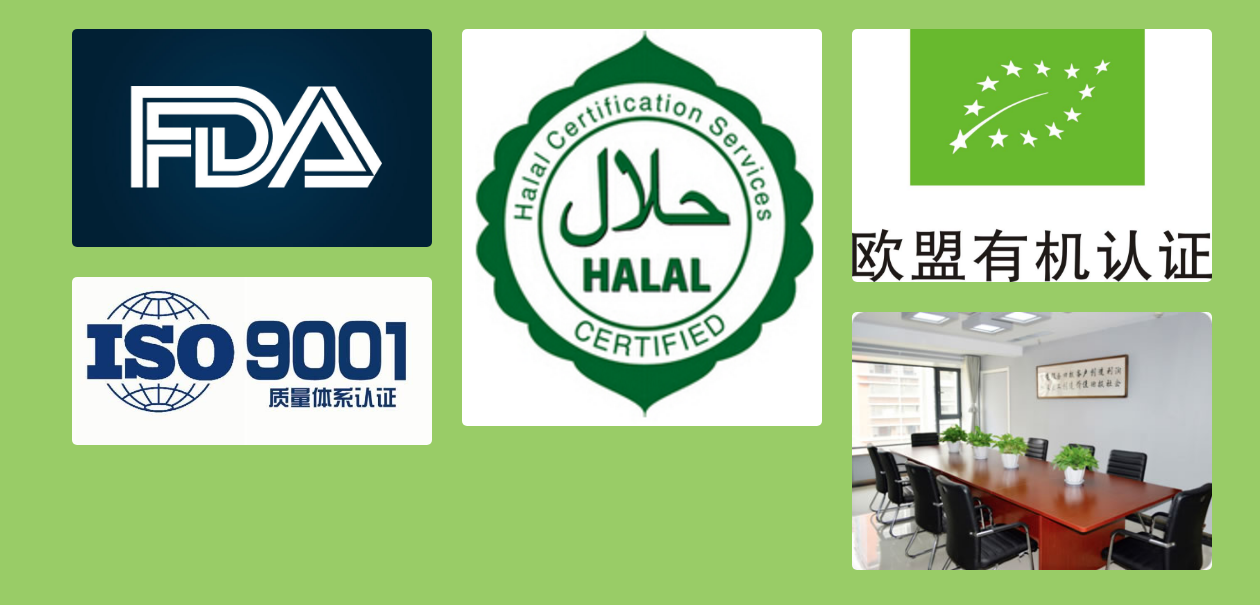 FDA
ISO 9001
质量体系认证
Halal Certification Services
حلال
HALAL
CERTIFIED
欧盟有机认证